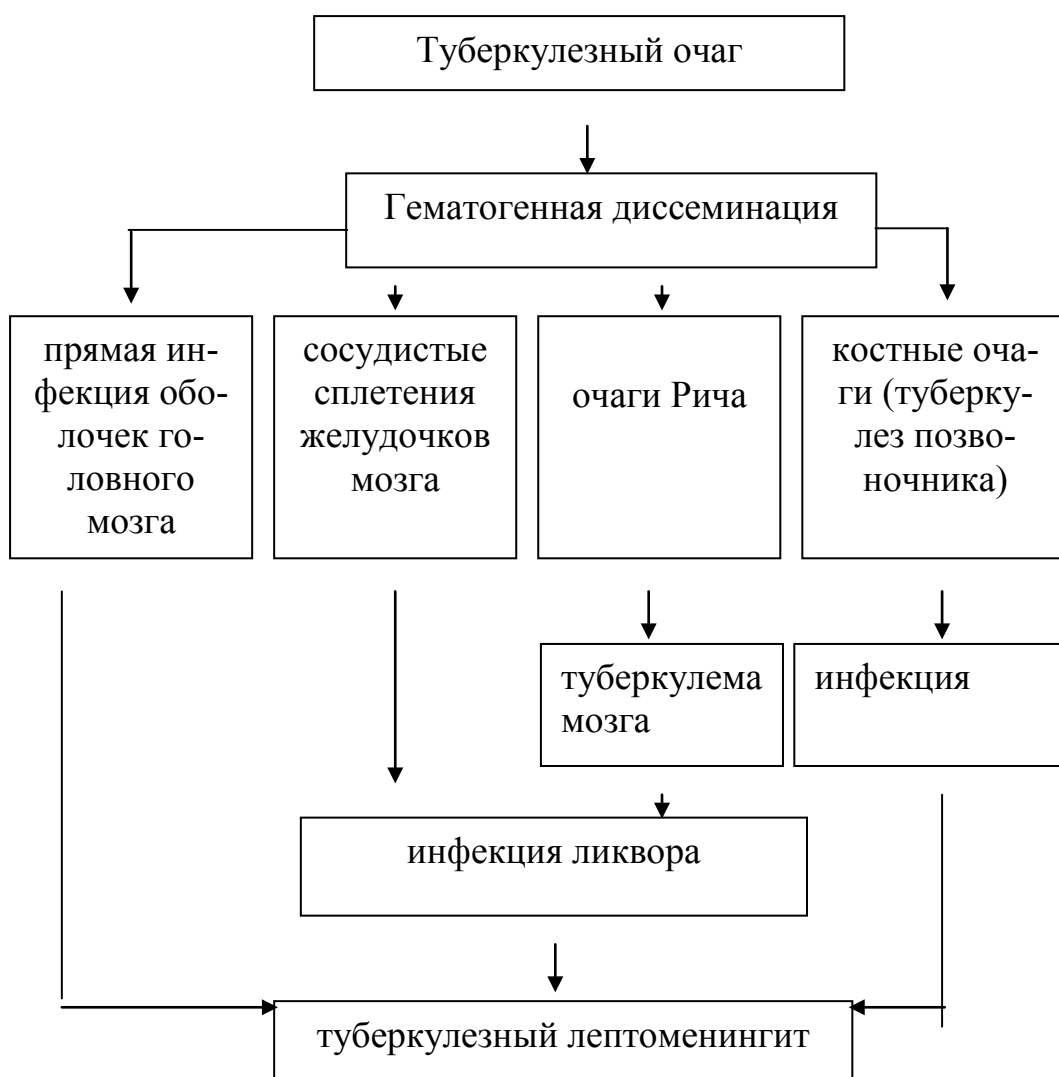 Туберкулезный очаг
Гематогенная диссеминация
прямая ин-
фекция обо-
лочек го-
ловного
мозга
сосудистые
сплетения
желудочков
мозга
очаги Рича
костные оча-
ги (туберку-
лез позво-
ночника)
туберкулема
мозга
инфекция
инфекция ликвора
туберкулезный лептоменингит